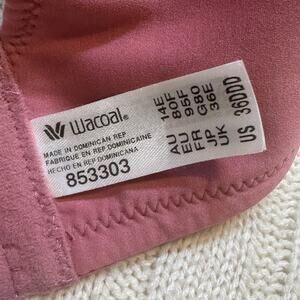 Wacoal®
MADE IN DOMINICAN REP
FABRIQUE EN REP.DOMINICAINE
HECHO EN REP.DOMINICANA
853303
AU 14E
EU 80F
FR 95F
JP G80
UK 36E
US 36DDD